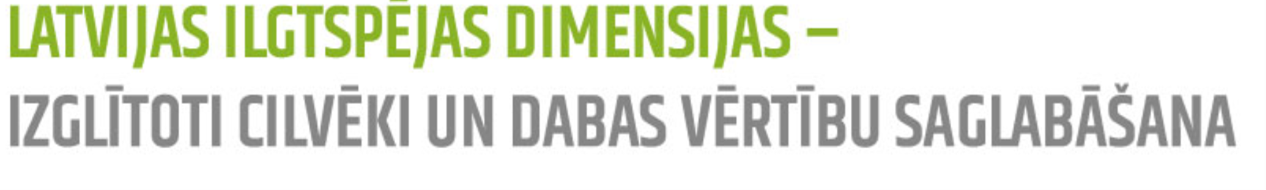 LATVIJAS ILGTSPĒJAS DIMENSIJAS –
IZGLĪTOTI CILVĒKI UN DABAS VĒRTĪBU SAGLABĀŠANA